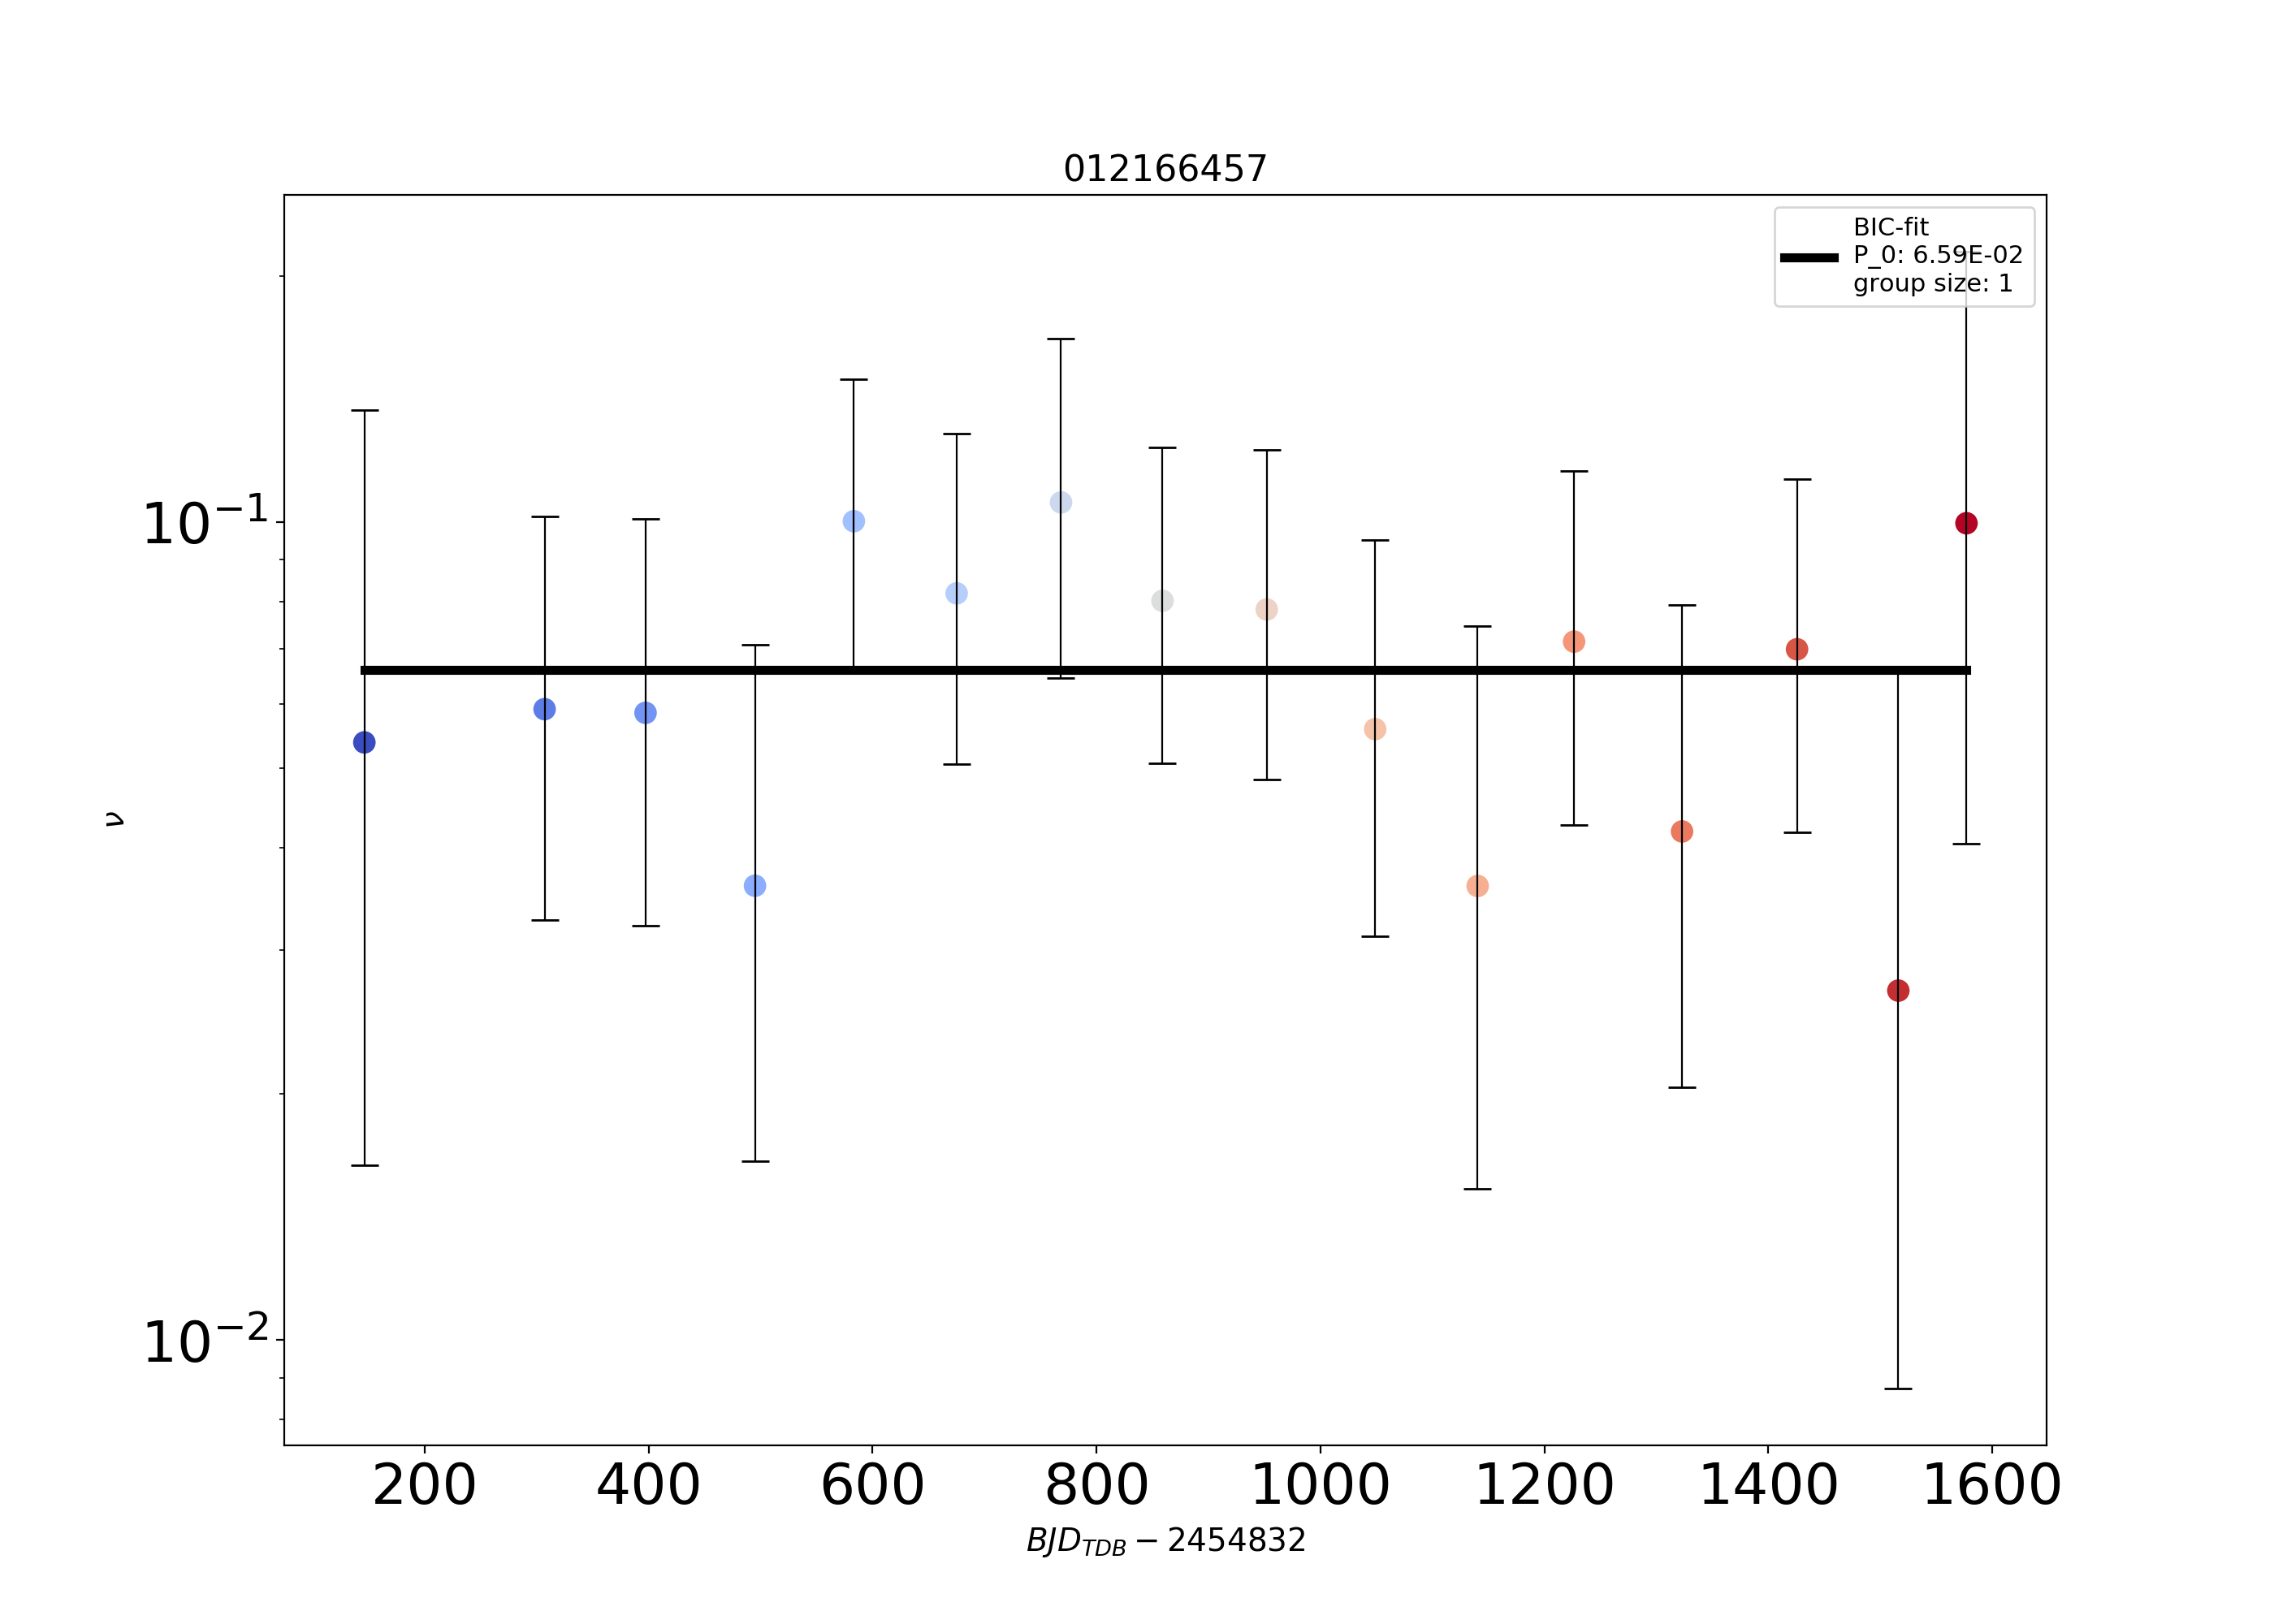 012166457
BIC-fit
P_0: 6.59E-02
group size: 1
10⁻¹
ν
10⁻²
200 400 600 800 1000 1200 1400 1600
BJD_TDB − 2454832